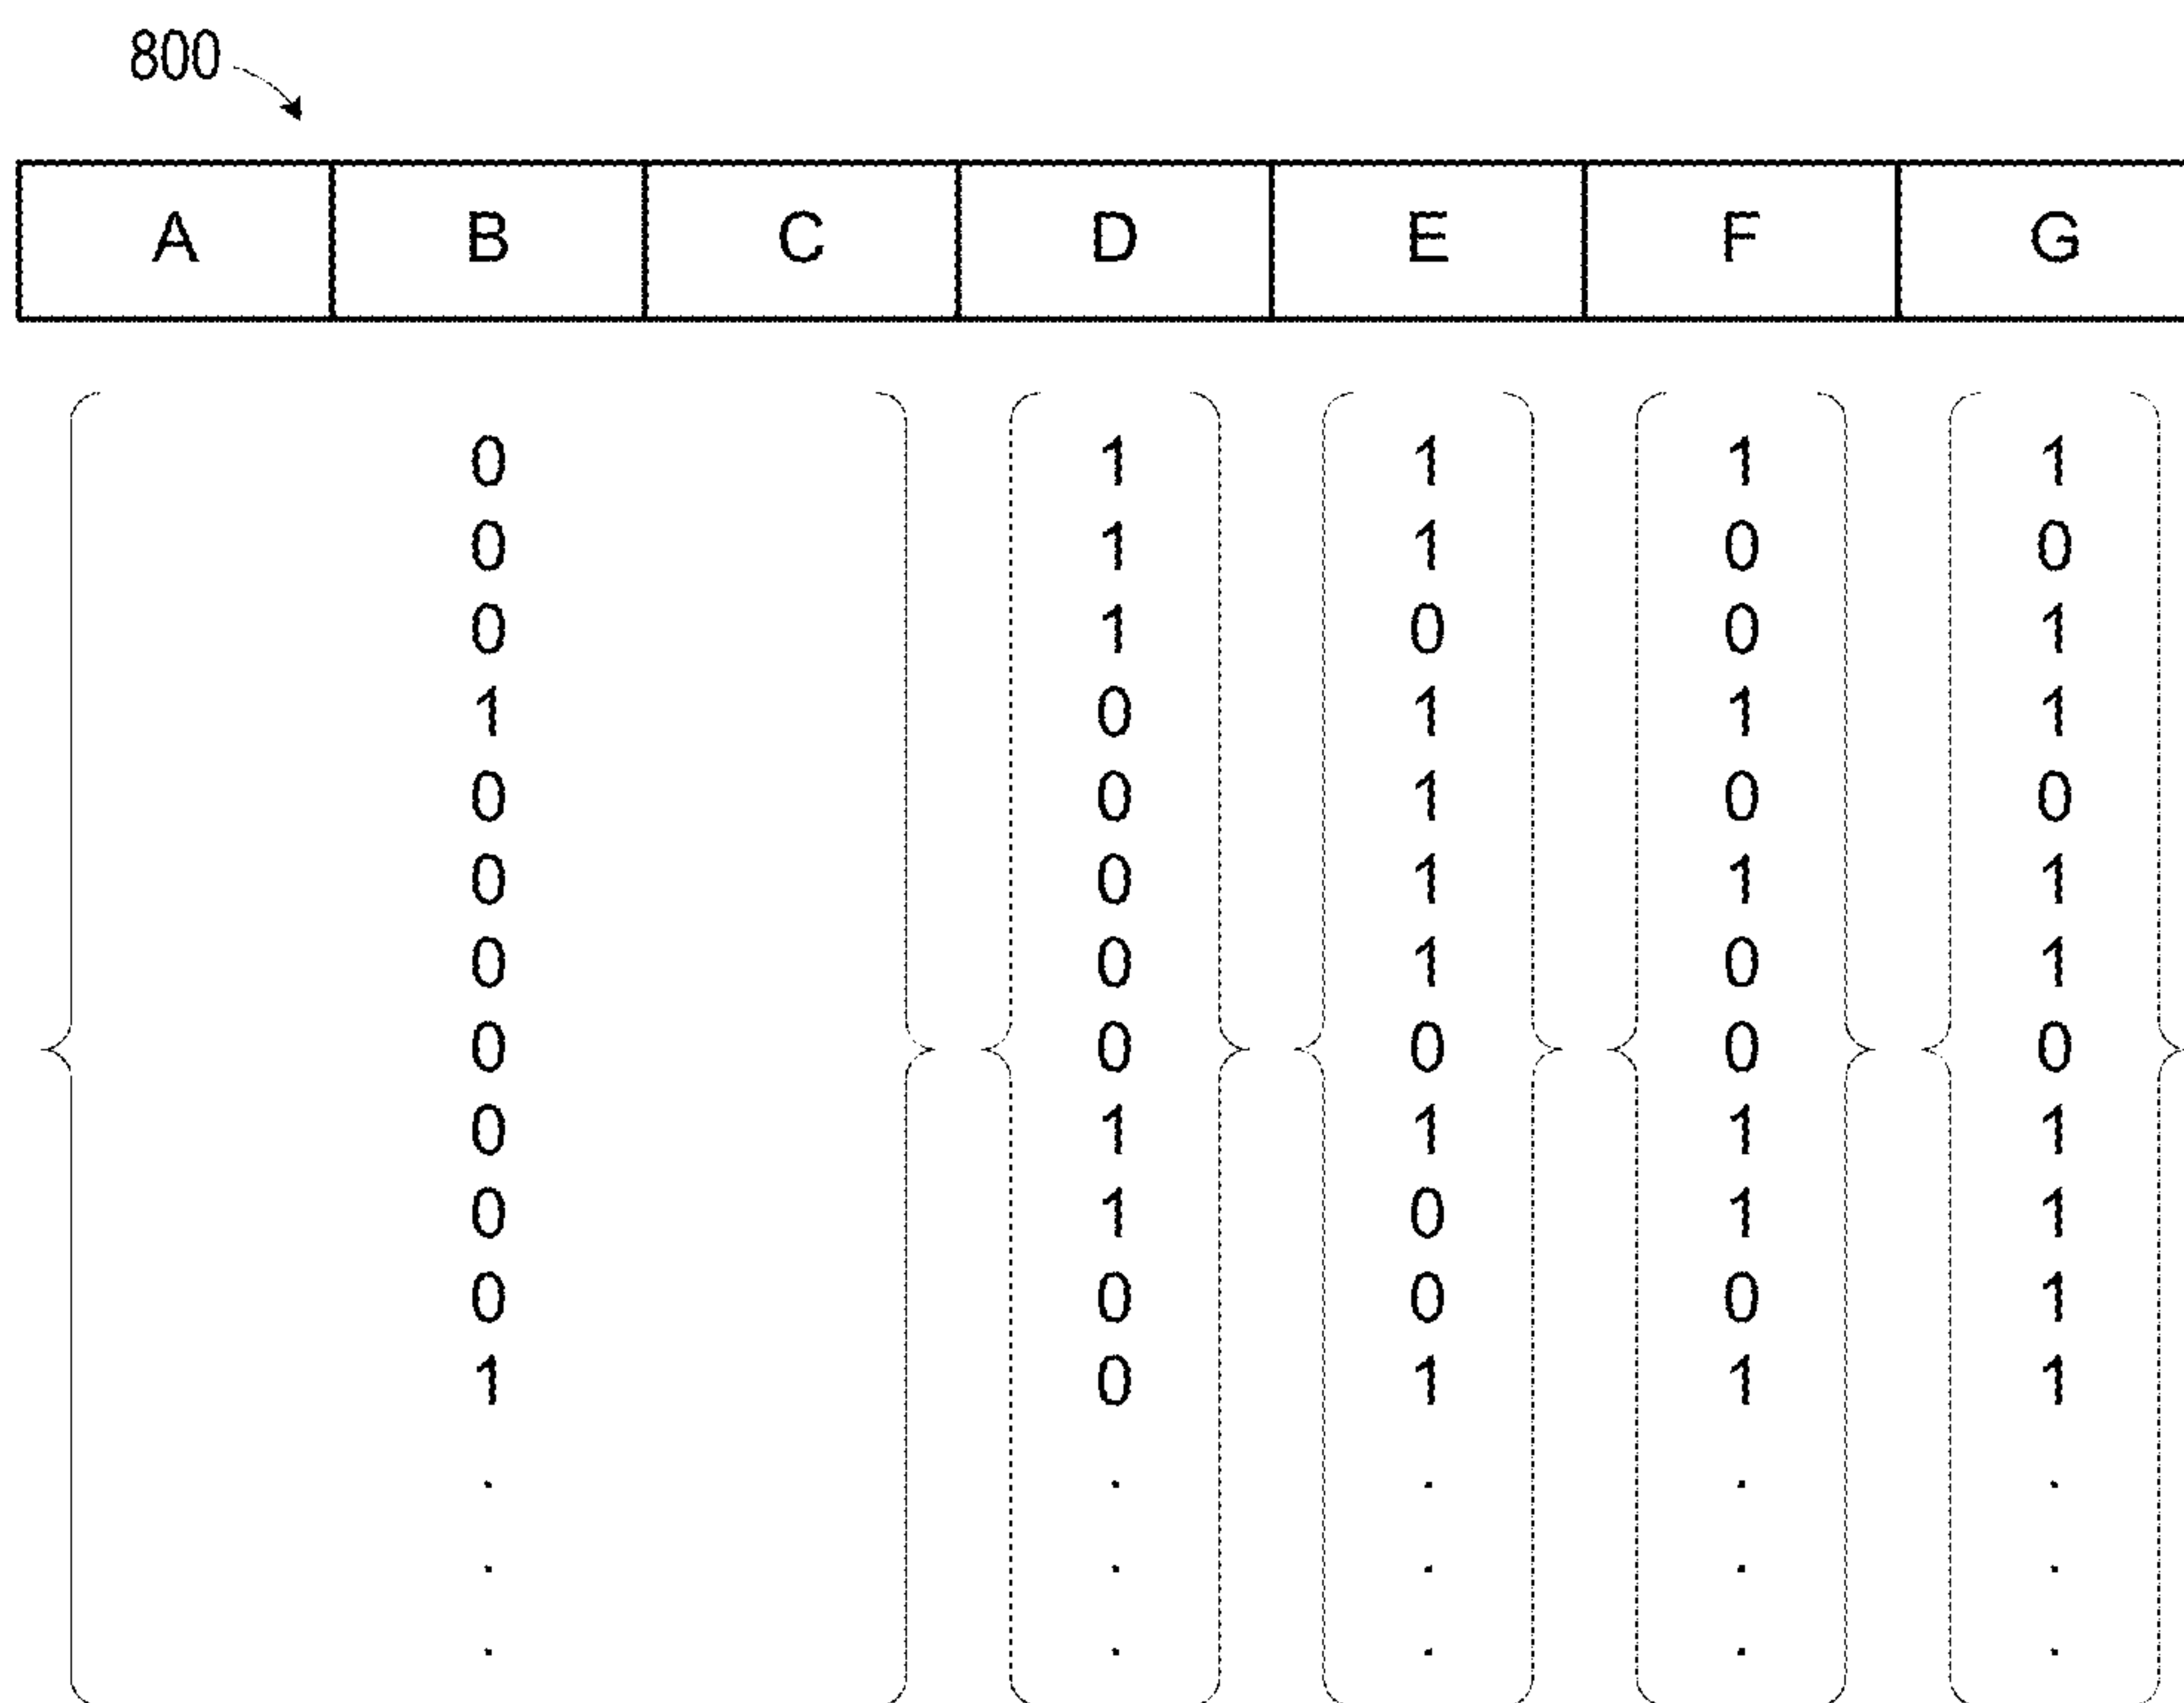 800
A B C D E F G
0 1 1 1 1
0 1 1 0 0
0 1 0 0 1
1 0 1 1 1
0 0 1 0 0
0 0 1 1 1
0 0 1 0 1
0 0 0 0 0
0 1 1 1 1
0 1 0 1 1
0 0 0 0 1
1 0 1 1 1
. . . . .
. . . . .
. . . . .